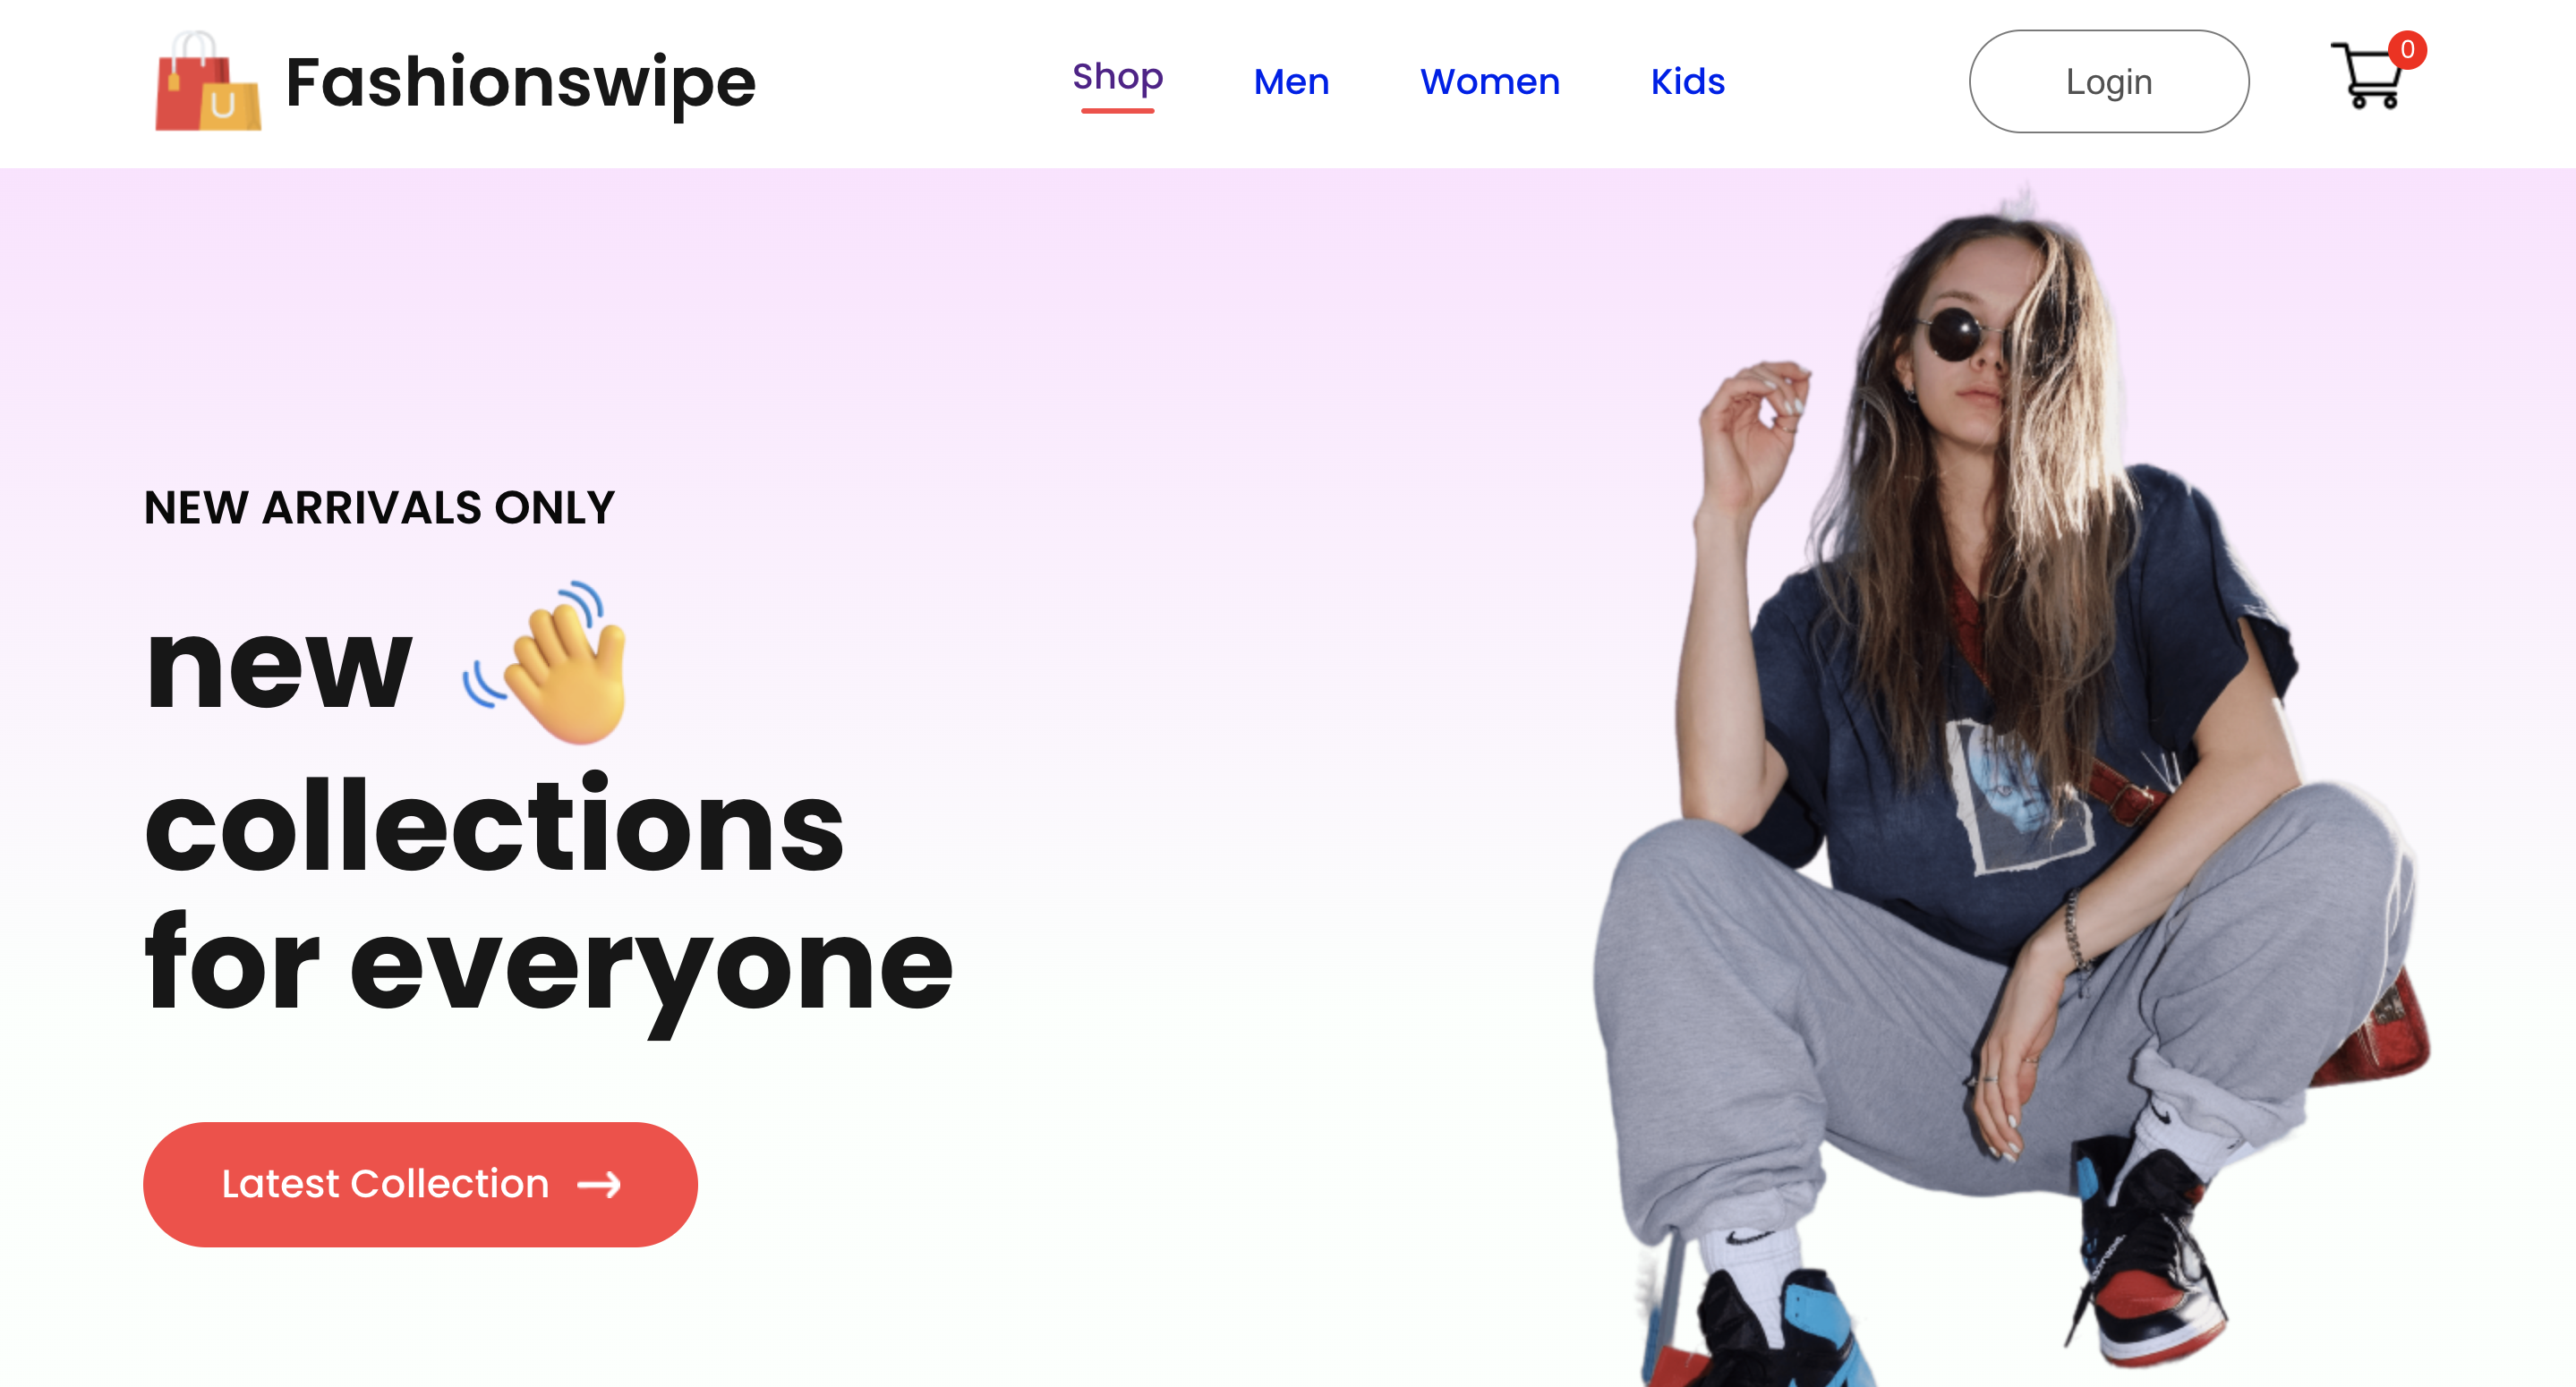 Fashionswipe
Shop
Men
Women
Kids
Login
0
NEW ARRIVALS ONLY
new
collections
for everyone
Latest Collection →